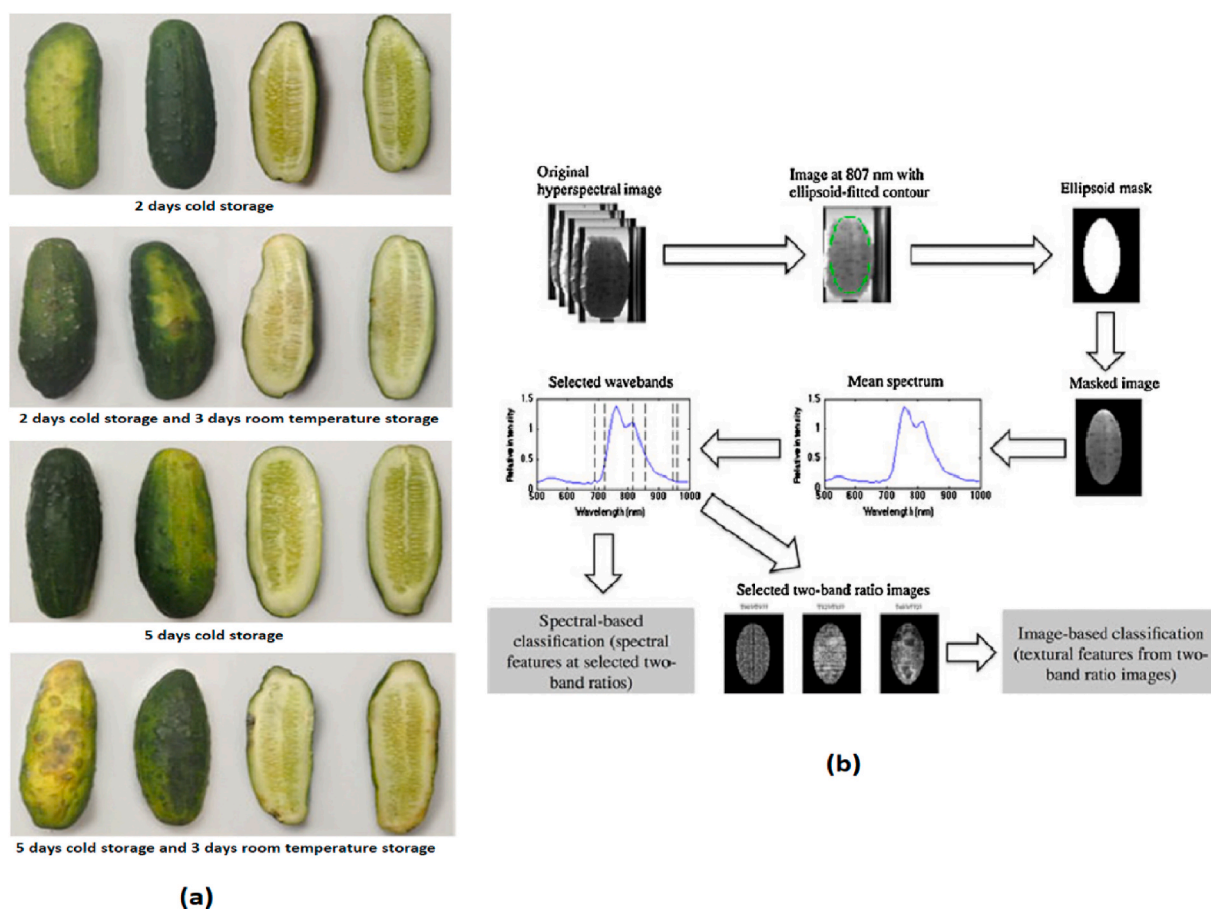 2 days cold storage
2 days cold storage and 3 days room temperature storage
5 days cold storage
5 days cold storage and 3 days room temperature storage
(a)
Original
hyperspectral image
Image at 807 nm with
ellipsoid-fitted contour
Ellipsoid mask
Masked image
Mean spectrum
Relative intensity
1.5
1
0.5
0
500 600 700 800 900 1000
Wavelength (nm)
Selected wavebands
Relative intensity
1.5
1
0.5
0
500 600 700 800 900 1000
Wavelength (nm)
Spectral-based
classification (spectral
features at selected two-
band ratios)
Selected two-band ratio images
Image-based classification
(textural features from two-
band ratio images)
(b)